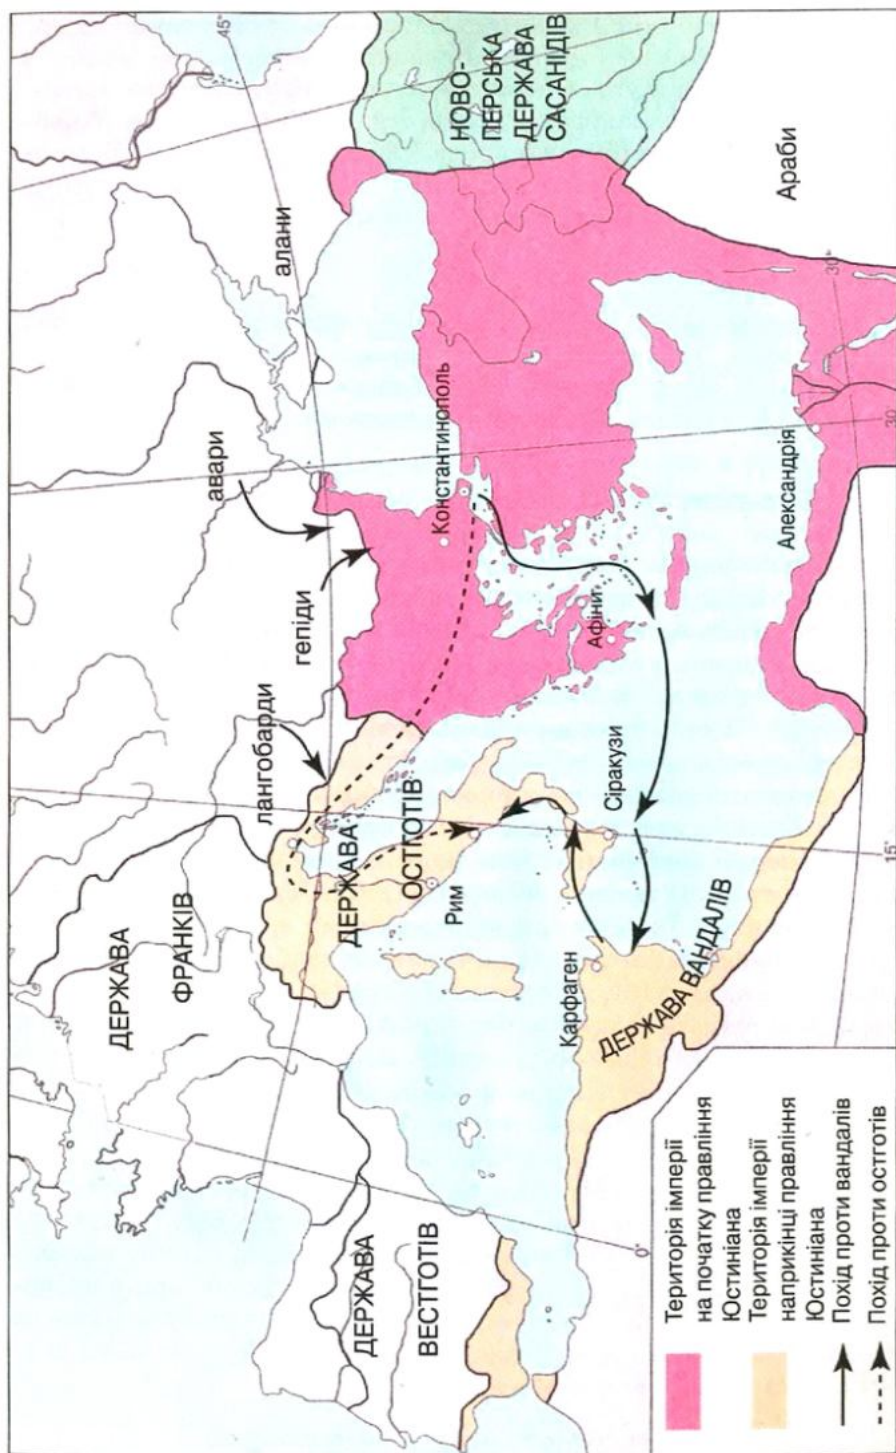 45°
НОВО-
ПЕРСЬКА
ДЕРЖАВА
САСАНІДІВ
Араби
алани
авари
гепіди
лангобарди
Константинополь
Афіни
Александрія
30°
30°
ДЕРЖАВА
ФРАНКІВ
ДЕРЖАВА
ОСТГОТІВ
Рим
Сіракузи
Карфаген
ДЕРЖАВА ВАНДАЛІВ
15°
0°
ДЕРЖАВА
ВЕСТГОТІВ
Територія імперії
на початку правління
Юстиніана
Територія імперії
наприкінці правління
Юстиніана
Похід проти вандалів
Похід проти остготів